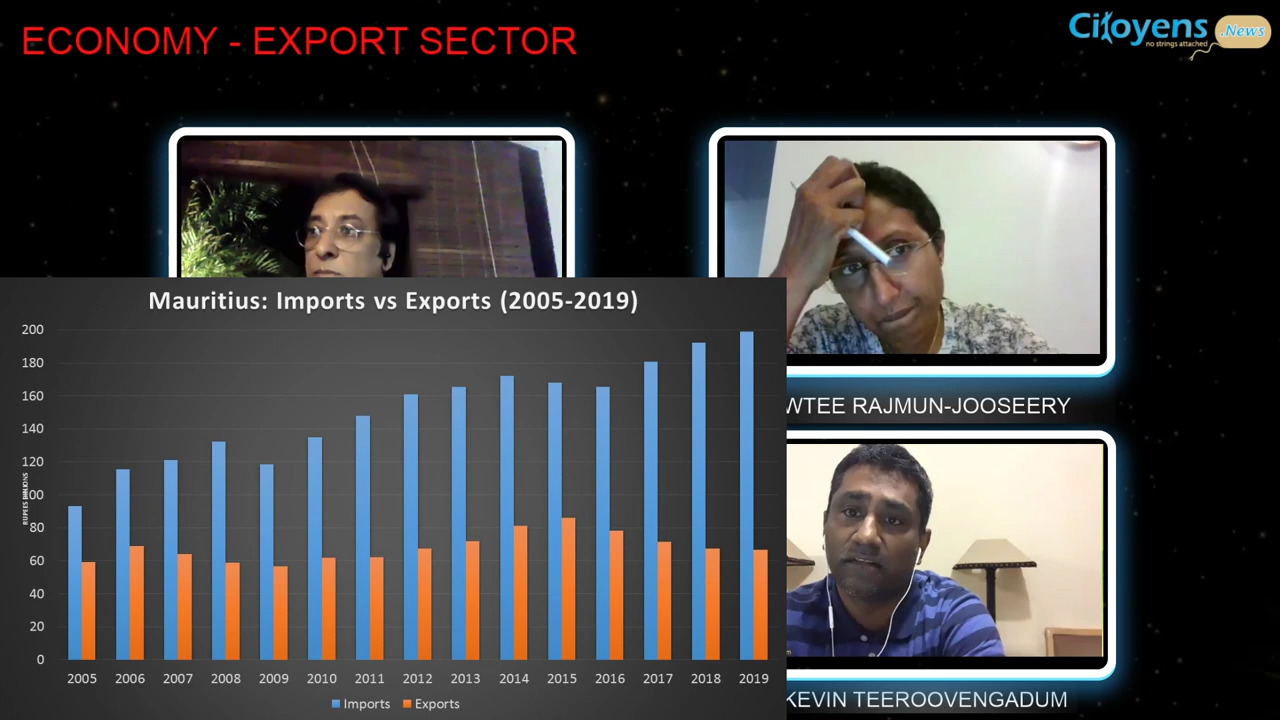 ECONOMY - EXPORT SECTOR
Citoyens .News
no strings attached
Mauritius: Imports vs Exports (2005-2019)
200
180
160
140
120
100
80
60
40
20
0
RUPEES
2005 2006 2007 2008 2009 2010 2011 2012 2013 2014 2015 2016 2017 2018 2019
Imports Exports
WTEE RAJMUN-JOOSEERY
KEVIN TEEROOVENGADUM